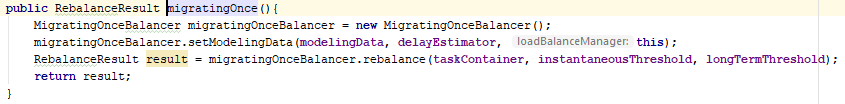 public RebalanceResult migratingOnce(){
MigratingOnceBalancer migratingOnceBalancer = new MigratingOnceBalancer();
migratingOnceBalancer.setModelingData(modelingData, delayEstimator, loadBalanceManager: this);
RebalanceResult result = migratingOnceBalancer.rebalance(taskContainer, instantaneousThreshold, longTermThreshold);
return result;
}